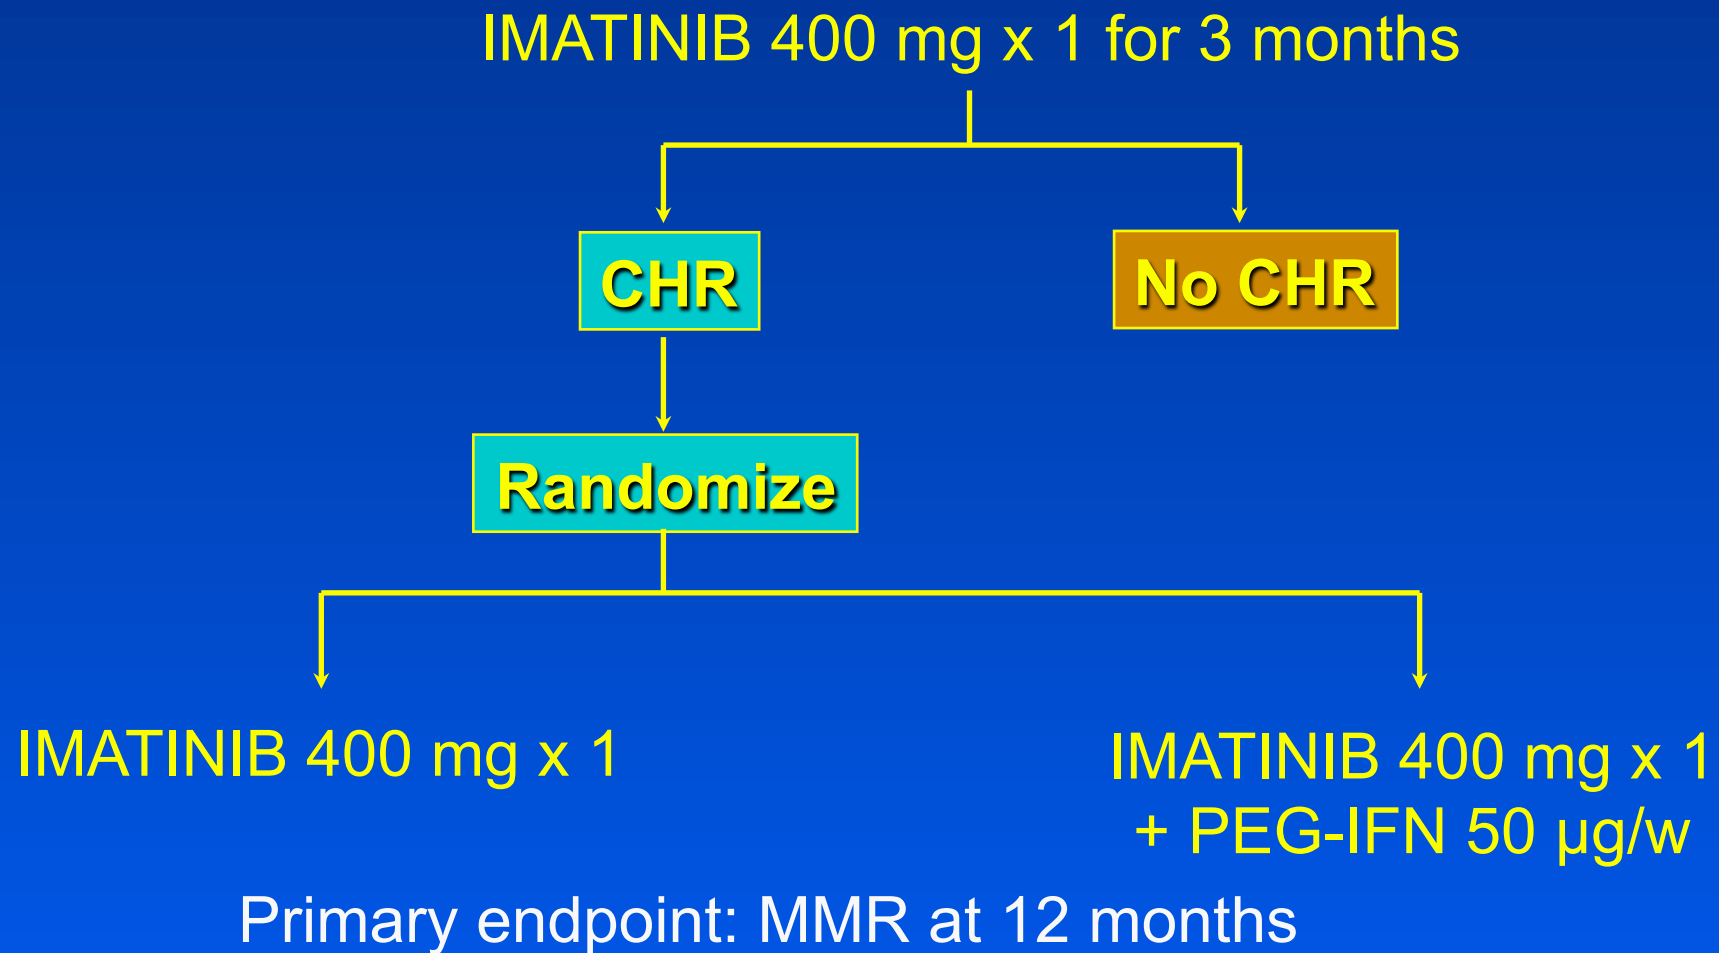 IMATINIB 400 mg x 1 for 3 months
CHR
No CHR
Randomize
IMATINIB 400 mg x 1
IMATINIB 400 mg x 1
+ PEG-IFN 50 µg/w
Primary endpoint: MMR at 12 months